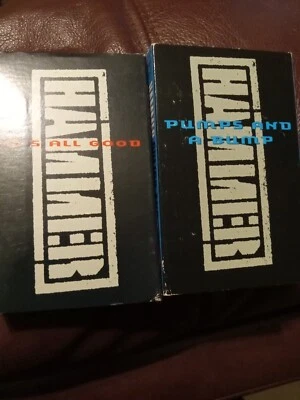 HAMMER
'S ALL GOOD
HAMMER
PUMPS AND
A BUMP